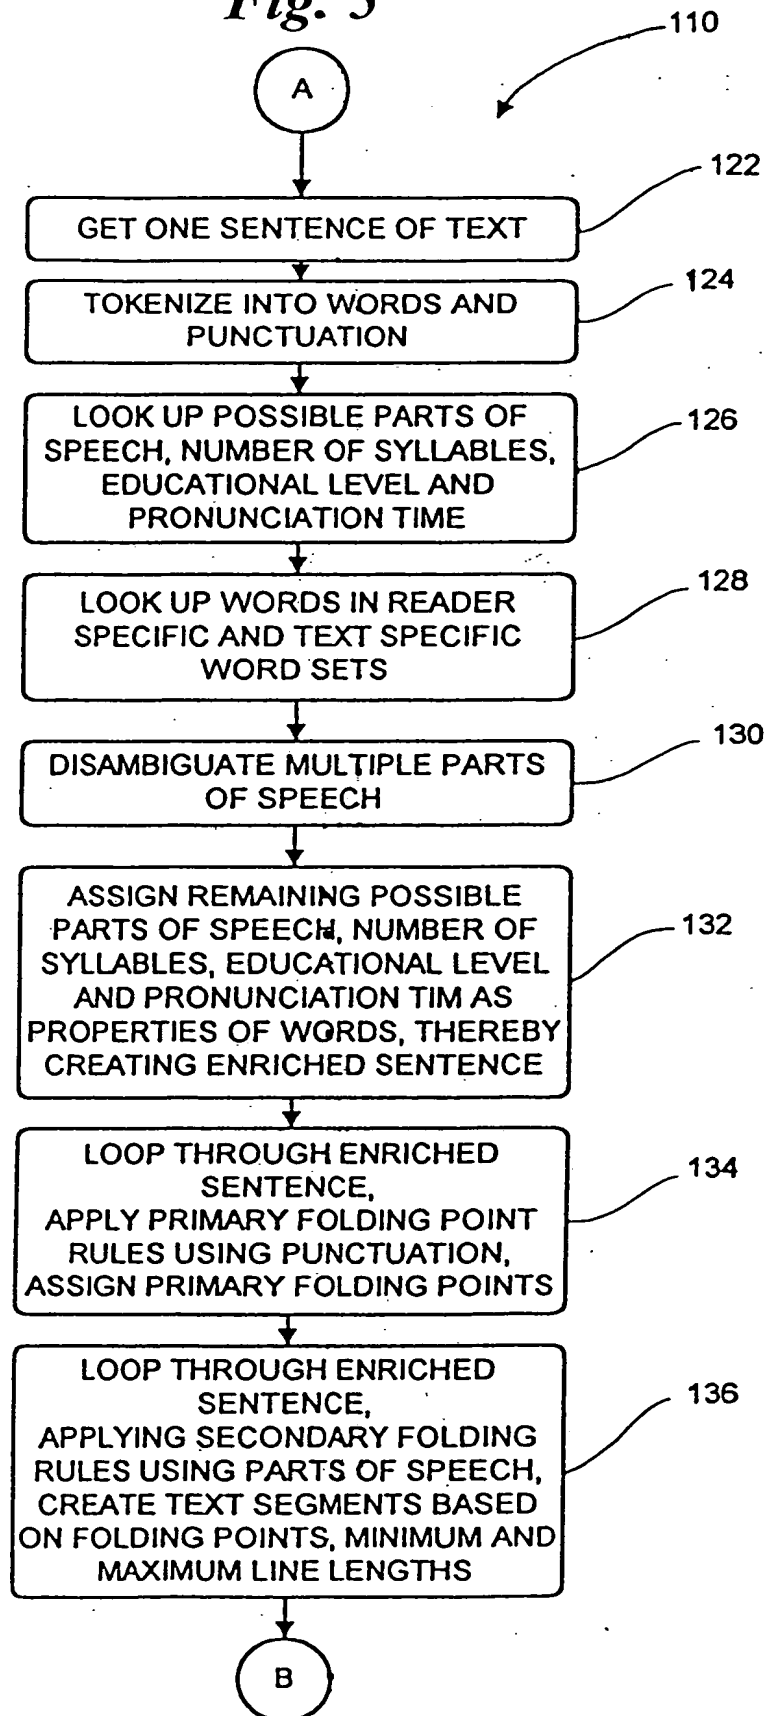 Fig. 5
110
A
122
GET ONE SENTENCE OF TEXT
124
TOKENIZE INTO WORDS AND
PUNCTUATION
126
LOOK UP POSSIBLE PARTS OF
SPEECH, NUMBER OF SYLLABLES,
EDUCATIONAL LEVEL AND
PRONUNCIATION TIME
128
LOOK UP WORDS IN READER
SPECIFIC AND TEXT SPECIFIC
WORD SETS
130
DISAMBIGUATE MULTIPLE PARTS
OF SPEECH
132
ASSIGN REMAINING POSSIBLE
PARTS OF SPEECH, NUMBER OF
SYLLABLES, EDUCATIONAL LEVEL
AND PRONUNCIATION TIM AS
PROPERTIES OF WORDS, THEREBY
CREATING ENRICHED SENTENCE
134
LOOP THROUGH ENRICHED
SENTENCE,
APPLY PRIMARY FOLDING POINT
RULES USING PUNCTUATION,
ASSIGN PRIMARY FOLDING POINTS
136
LOOP THROUGH ENRICHED
SENTENCE,
APPLYING SECONDARY FOLDING
RULES USING PARTS OF SPEECH,
CREATE TEXT SEGMENTS BASED
ON FOLDING POINTS, MINIMUM AND
MAXIMUM LINE LENGTHS
B